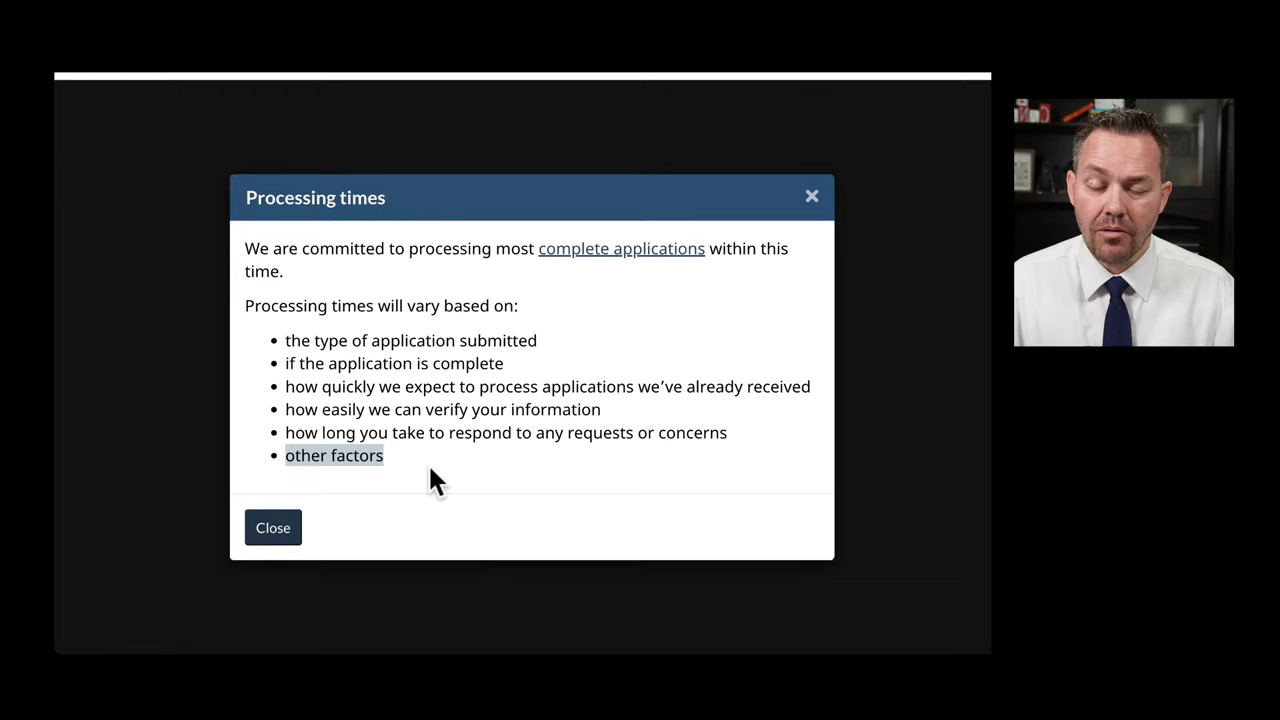 Processing times
We are committed to processing most complete applications within this
time.
Processing times will vary based on:
• the type of application submitted
• if the application is complete
• how quickly we expect to process applications we’ve already received
• how easily we can verify your information
• how long you take to respond to any requests or concerns
• other factors
Close